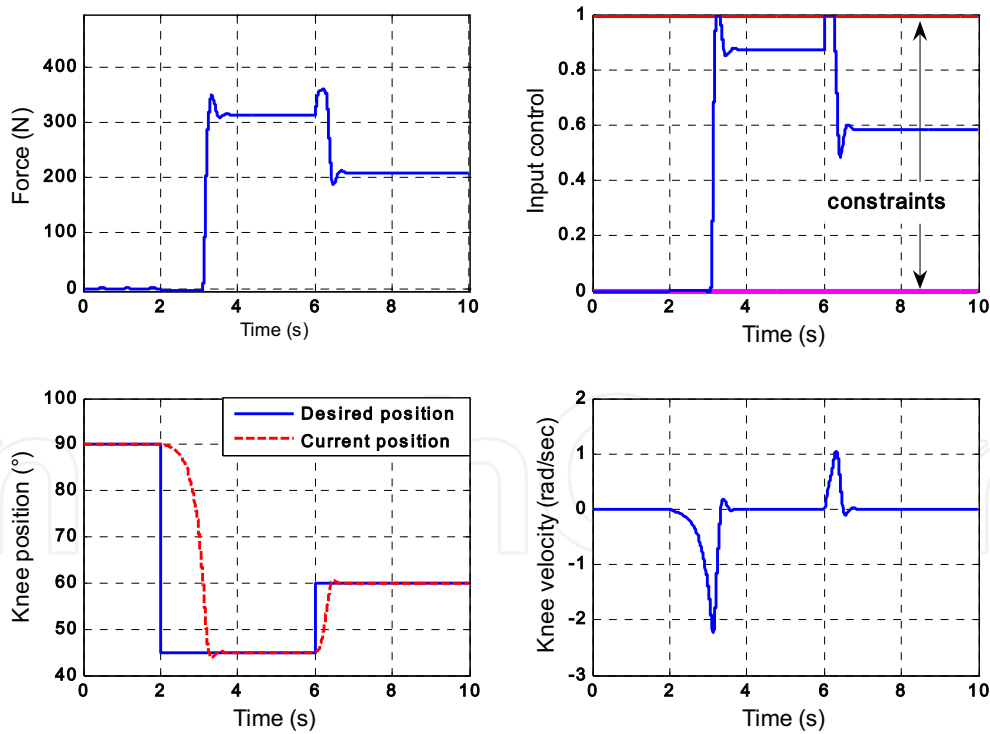 Force (N)
400
300
200
100
0
0 2 4 6 8 10
Time (s)
Input control
1
0.8
0.6
0.4
0.2
0
constraints
0 2 4 6 8 10
Time (s)
Knee position (°)
100
90
80
70
60
50
40
Desired position
Current position
0 2 4 6 8 10
Time (s)
Knee velocity (rad/sec)
2
1
0
-1
-2
-3
0 2 4 6 8 10
Time (s)